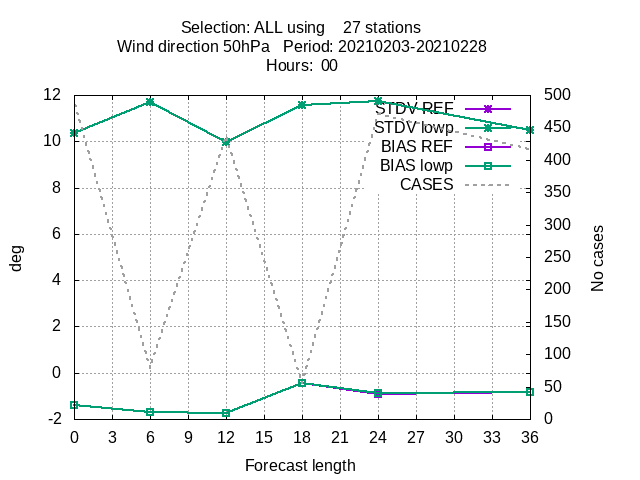 Selection: ALL using    27 stations
Wind direction 50hPa   Period: 20210203-20210228
Hours:  00
12
10
8
6
4
2
0
-2
500
450
400
350
300
250
200
150
100
50
0
STDV REF
STDV lowp
BIAS REF
BIAS lowp
CASES
deg
No cases
0 3 6 9 12 15 18 21 24 27 30 33 36
Forecast length